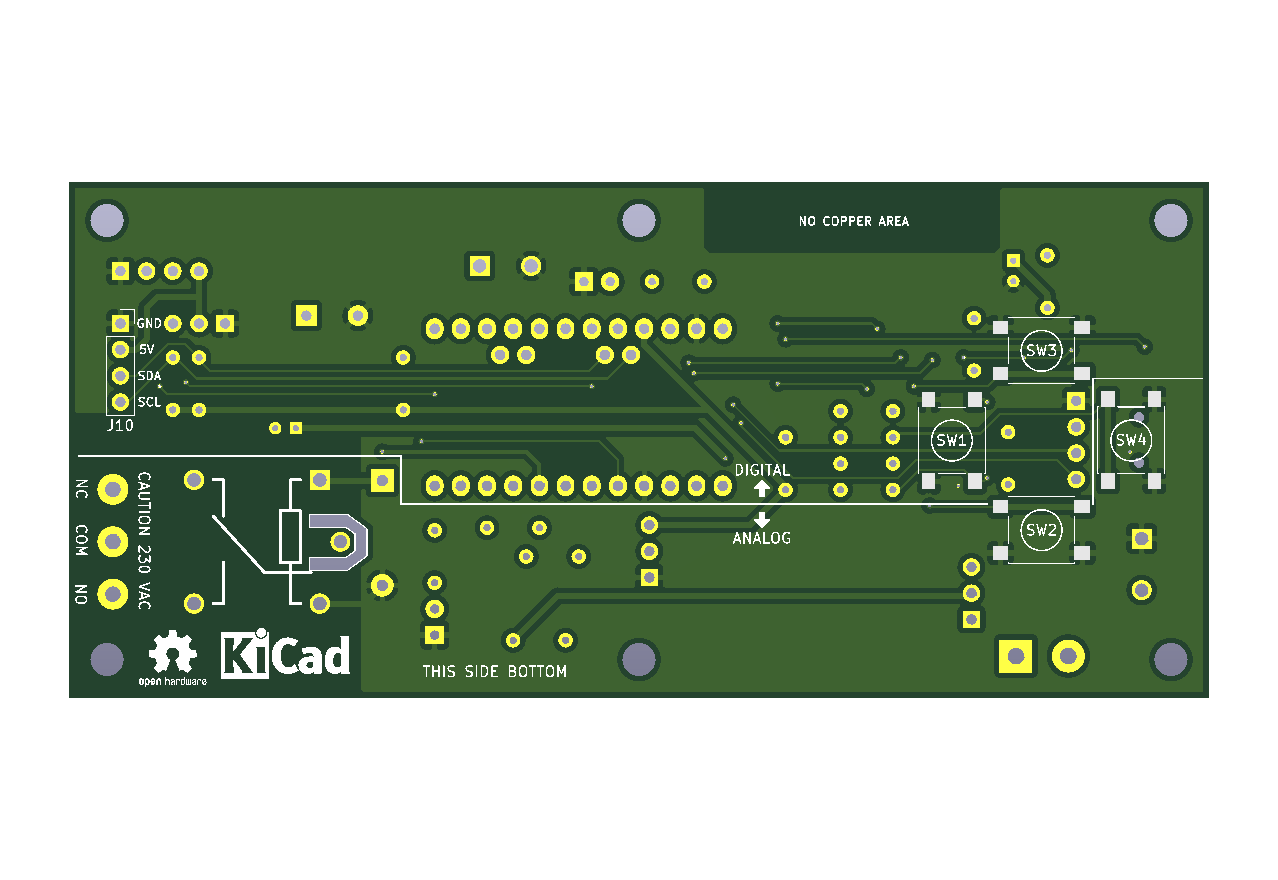 NO COPPER AREA
GND
5V
SDA
SCL
J10
SW3
SW1
SW4
SW2
DIGITAL
ANALOG
NC
COM
NO
CAUTION 230 VAC
KiCad
open hardware
THIS SIDE BOTTOM